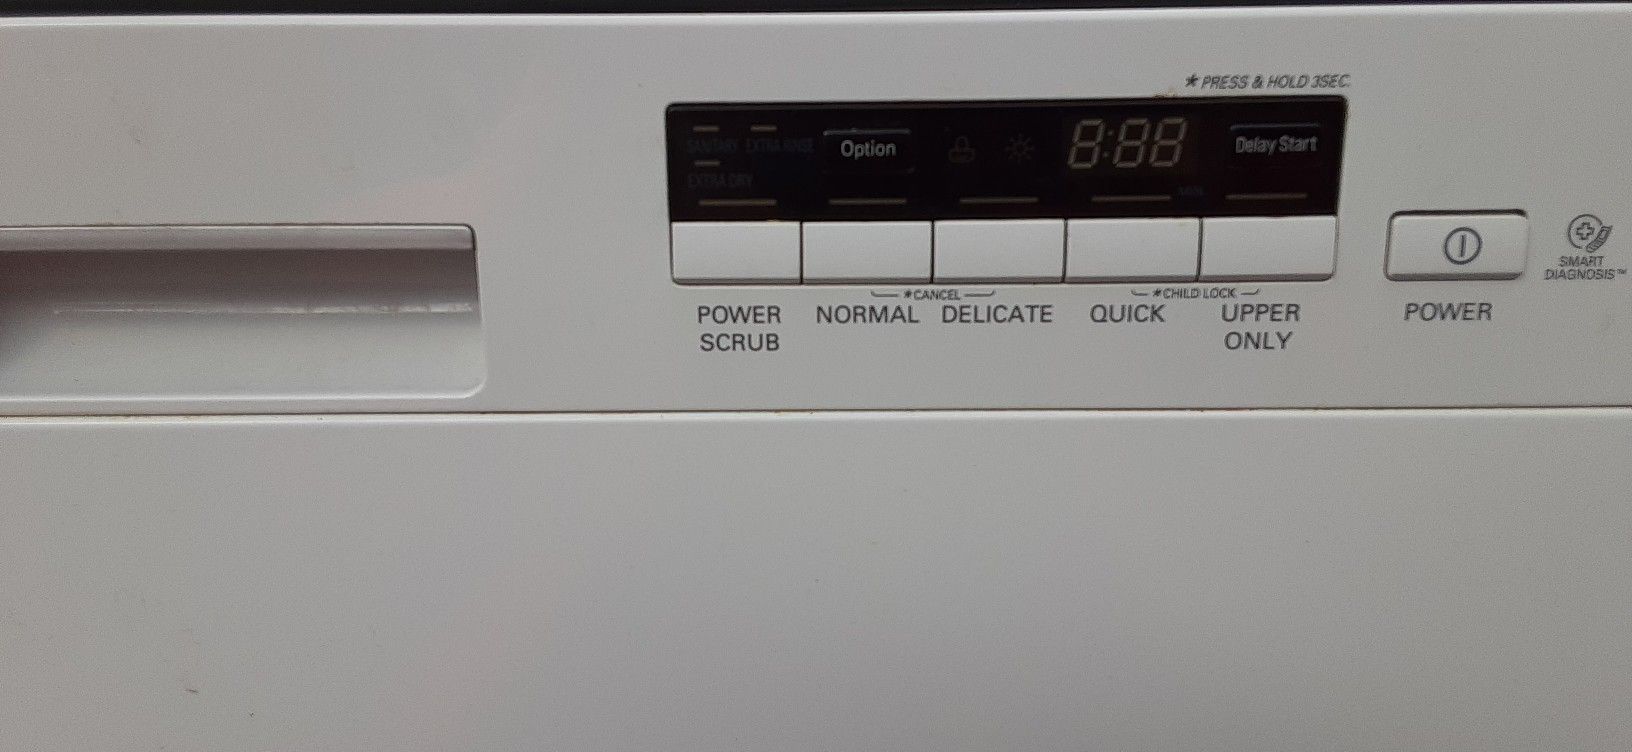 * PRESS & HOLD 3SEC.
SANITARY EXTRA RINSE
EXTRA DRY
Option
8:88
Delay Start
*CANCEL
*CHILD LOCK
POWER
SCRUB
NORMAL
DELICATE
QUICK
UPPER
ONLY
POWER
SMART
DIAGNOSIS™